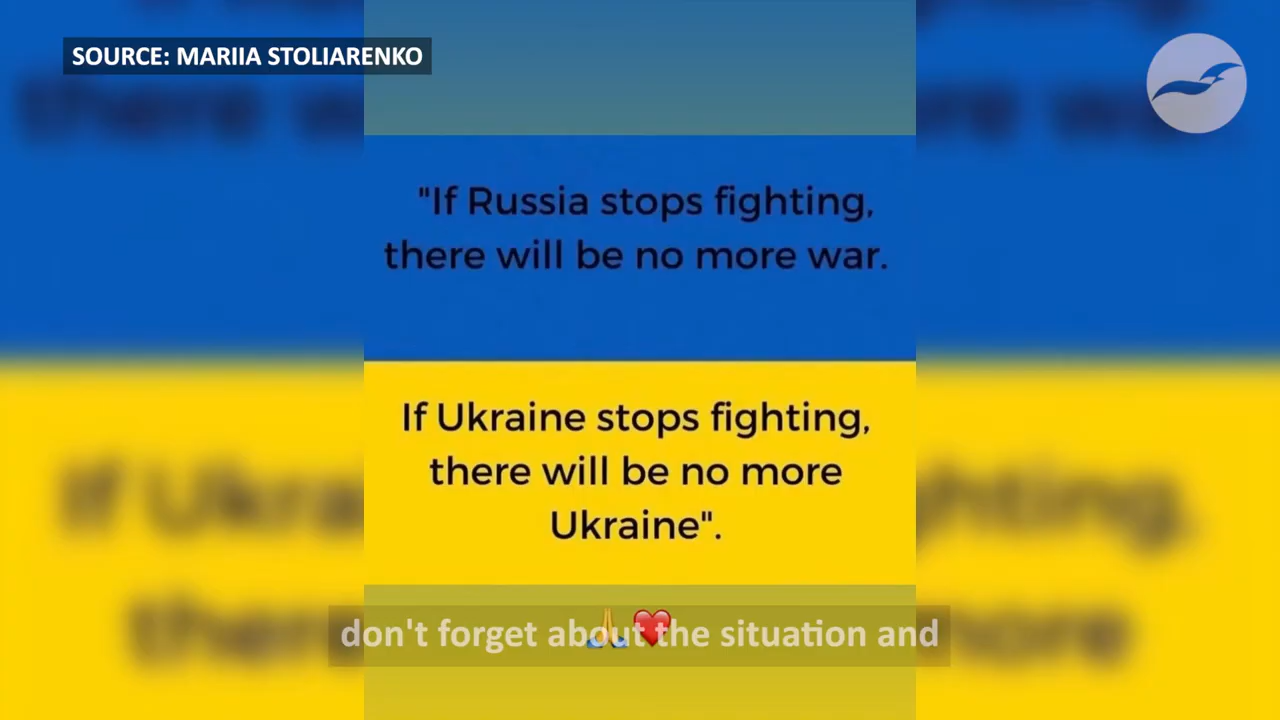 SOURCE: MARIIA STOLIARENKO
"If Russia stops fighting,
there will be no more war.
If Ukraine stops fighting,
there will be no more
Ukraine".
don't forget about the situation and